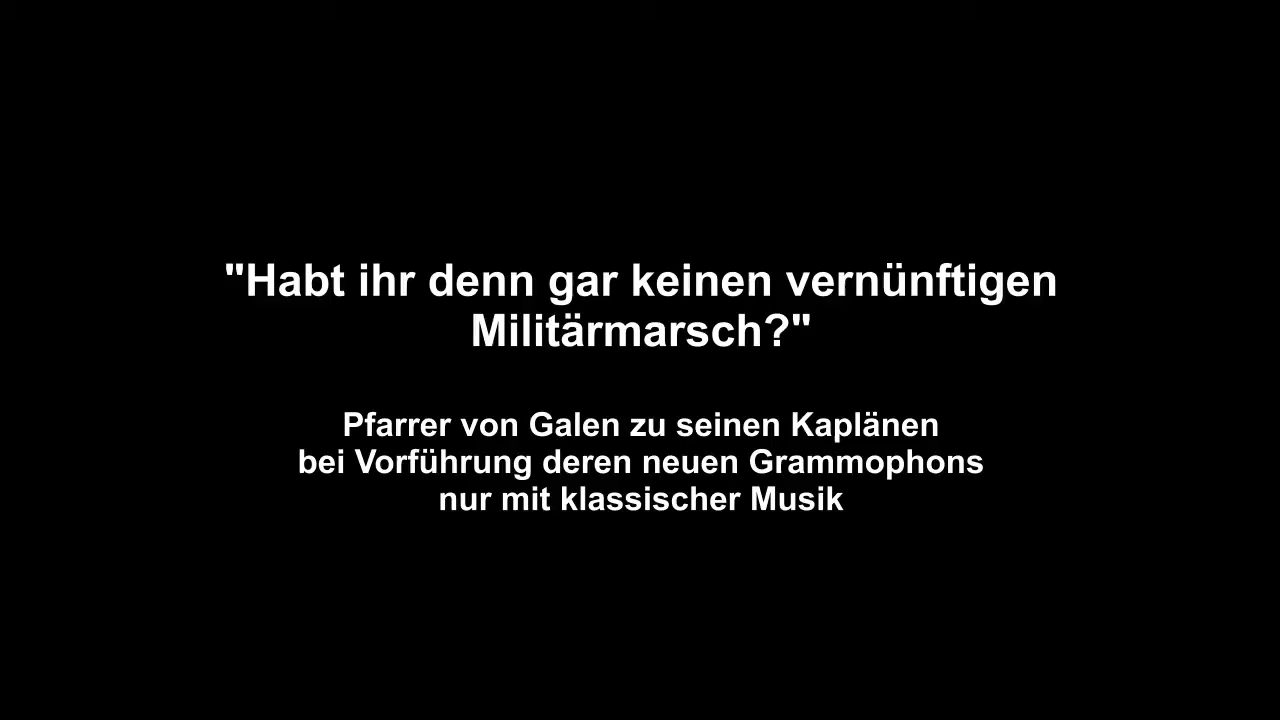 "Habt ihr denn gar keinen vernünftigen
Militärmarsch?"
Pfarrer von Galen zu seinen Kaplänen
bei Vorführung deren neuen Grammophons
nur mit klassischer Musik